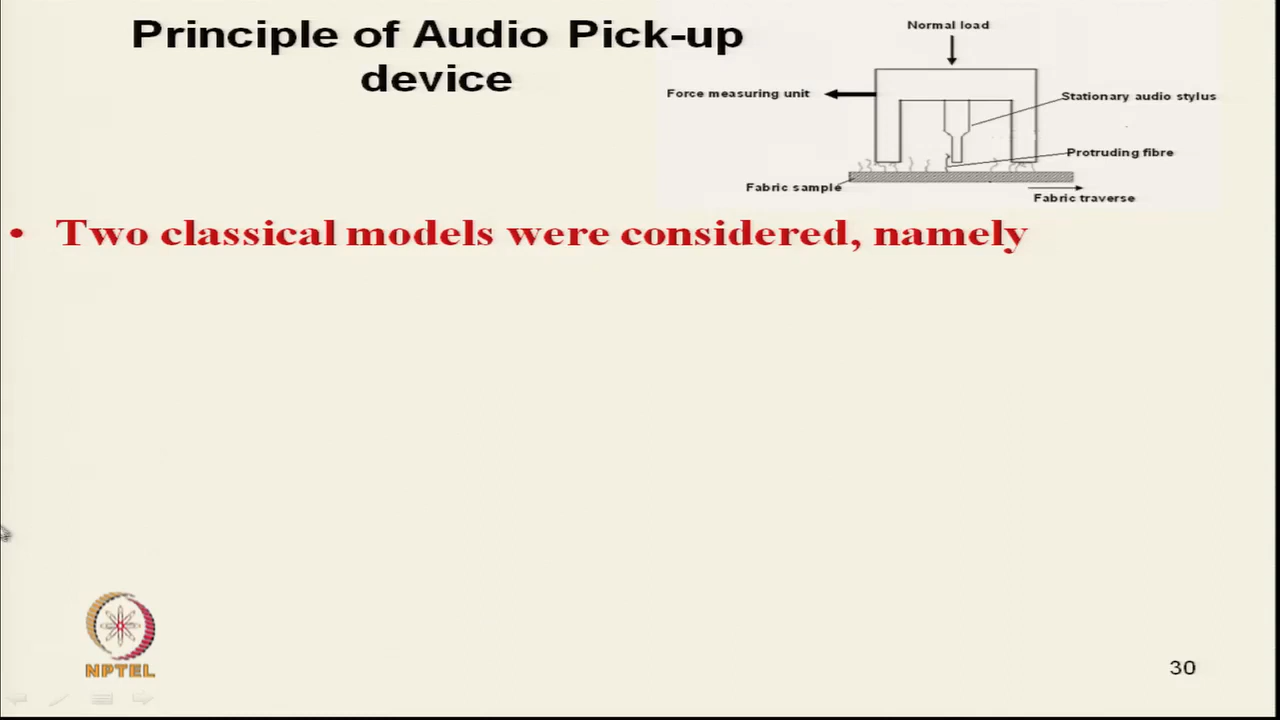 Principle of Audio Pick-up
device
Normal load
Force measuring unit
Stationary audio stylus
Protruding fibre
Fabric sample
Fabric traverse
• Two classical models were considered, namely
NPTEL
30